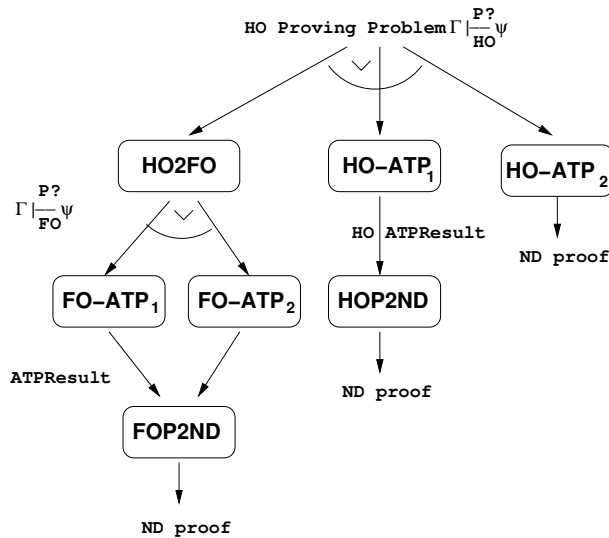 HO Proving Problem Γ |— P? HO ψ
∨
HO2FO
HO−ATP1
HO−ATP2
Γ |— P? FO ψ
∨
HO ATPResult
ND proof
FO−ATP1
FO−ATP2
HOP2ND
ATPResult
ND proof
FOP2ND
ND proof